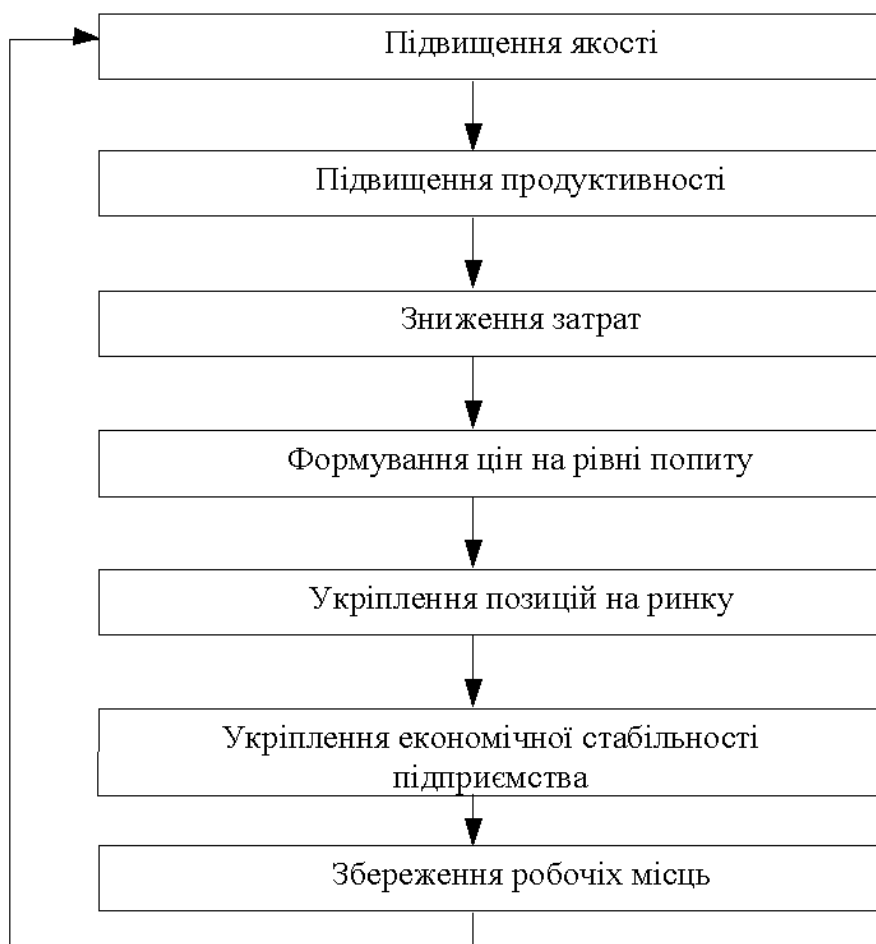 Підвищення якості
Підвищення продуктивності
Зниження затрат
Формування цін на рівні попиту
Укріплення позицій на ринку
Укріплення економічної стабільності
підприємства
Збереження робочіх місць